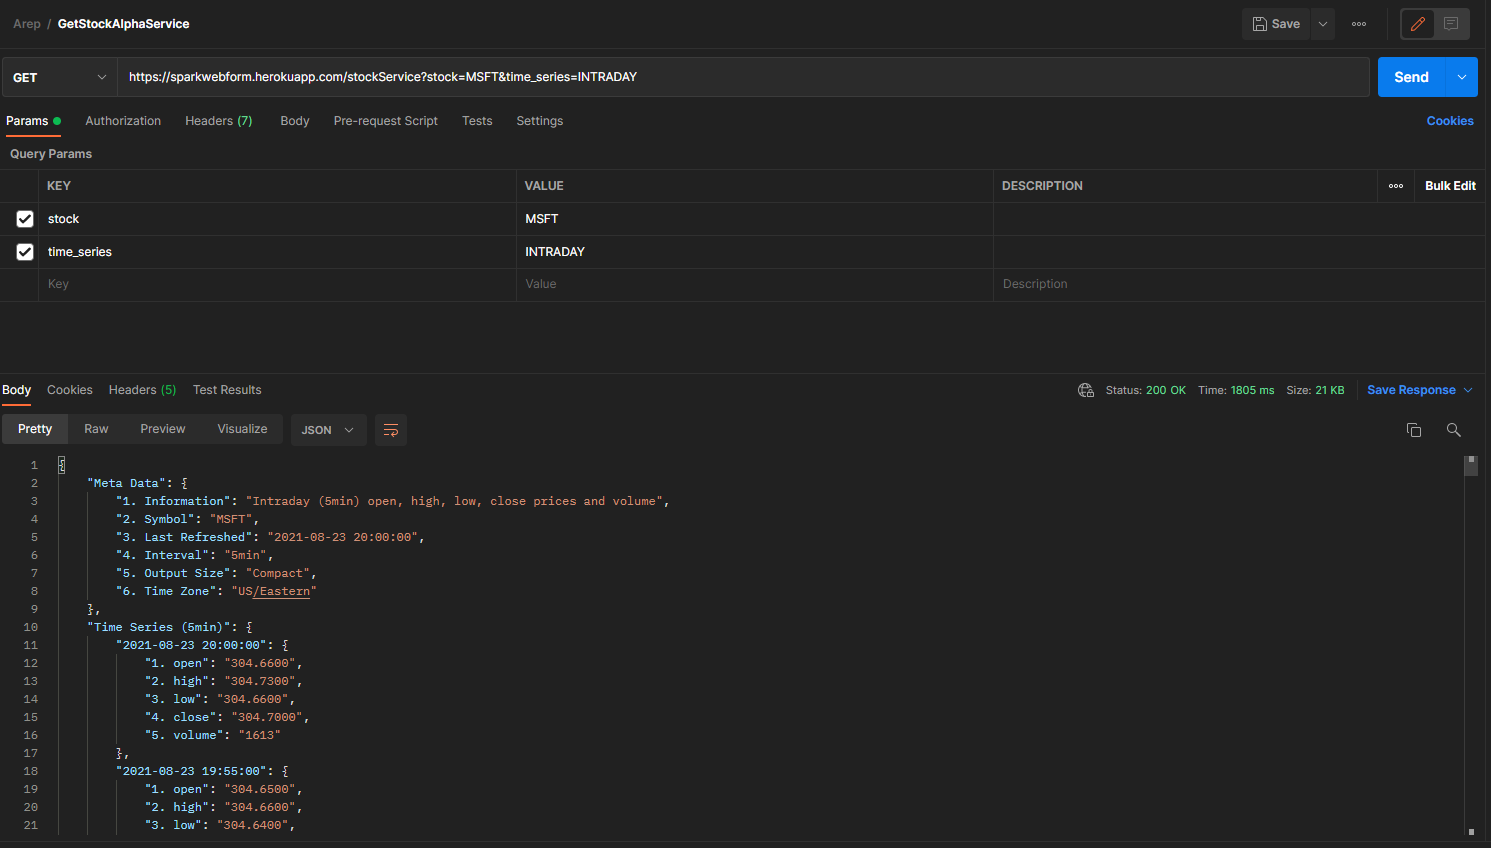 Arep / GetStockAlphaService
Save
GET https://sparkwebform.herokuapp.com/stockService?stock=MSFT&time_series=INTRADAY Send
Params Authorization Headers (7) Body Pre-request Script Tests Settings Cookies
Query Params
KEY VALUE DESCRIPTION Bulk Edit
stock MSFT
time_series INTRADAY
Key Value Description
Body Cookies Headers (5) Test Results Status: 200 OK Time: 1805 ms Size: 21 KB Save Response
Pretty Raw Preview Visualize JSON
1 {
2 "Meta Data": {
3 "1. Information": "Intraday (5min) open, high, low, close prices and volume",
4 "2. Symbol": "MSFT",
5 "3. Last Refreshed": "2021-08-23 20:00:00",
6 "4. Interval": "5min",
7 "5. Output Size": "Compact",
8 "6. Time Zone": "US/Eastern"
9 },
10 "Time Series (5min)": {
11 "2021-08-23 20:00:00": {
12 "1. open": "304.6600",
13 "2. high": "304.7300",
14 "3. low": "304.6600",
15 "4. close": "304.7000",
16 "5. volume": "1613"
17 },
18 "2021-08-23 19:55:00": {
19 "1. open": "304.6500",
20 "2. high": "304.6600",
21 "3. low": "304.6400",